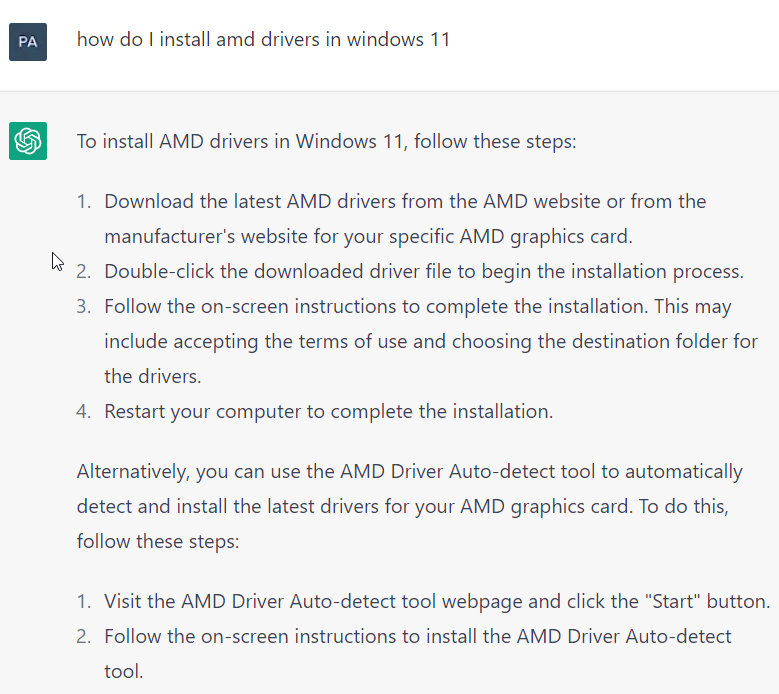 PA
how do I install amd drivers in windows 11
To install AMD drivers in Windows 11, follow these steps:
1. Download the latest AMD drivers from the AMD website or from the
manufacturer's website for your specific AMD graphics card.
2. Double-click the downloaded driver file to begin the installation process.
3. Follow the on-screen instructions to complete the installation. This may
include accepting the terms of use and choosing the destination folder for
the drivers.
4. Restart your computer to complete the installation.
Alternatively, you can use the AMD Driver Auto-detect tool to automatically
detect and install the latest drivers for your AMD graphics card. To do this,
follow these steps:
1. Visit the AMD Driver Auto-detect tool webpage and click the "Start" button.
2. Follow the on-screen instructions to install the AMD Driver Auto-detect
tool.